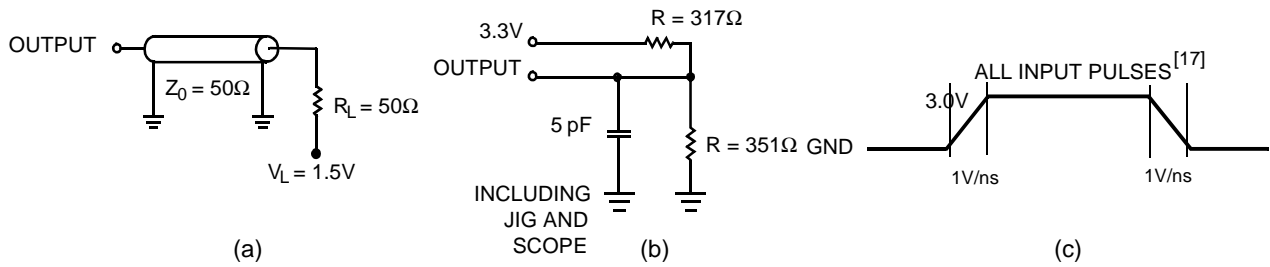 OUTPUT
Z0 = 50Ω
RL = 50Ω
VL = 1.5V
(a)
R = 317Ω
3.3V
OUTPUT
5 pF
R = 351Ω
INCLUDING
JIG AND
SCOPE
(b)
ALL INPUT PULSES[17]
3.0V
GND
1V/ns
1V/ns
(c)